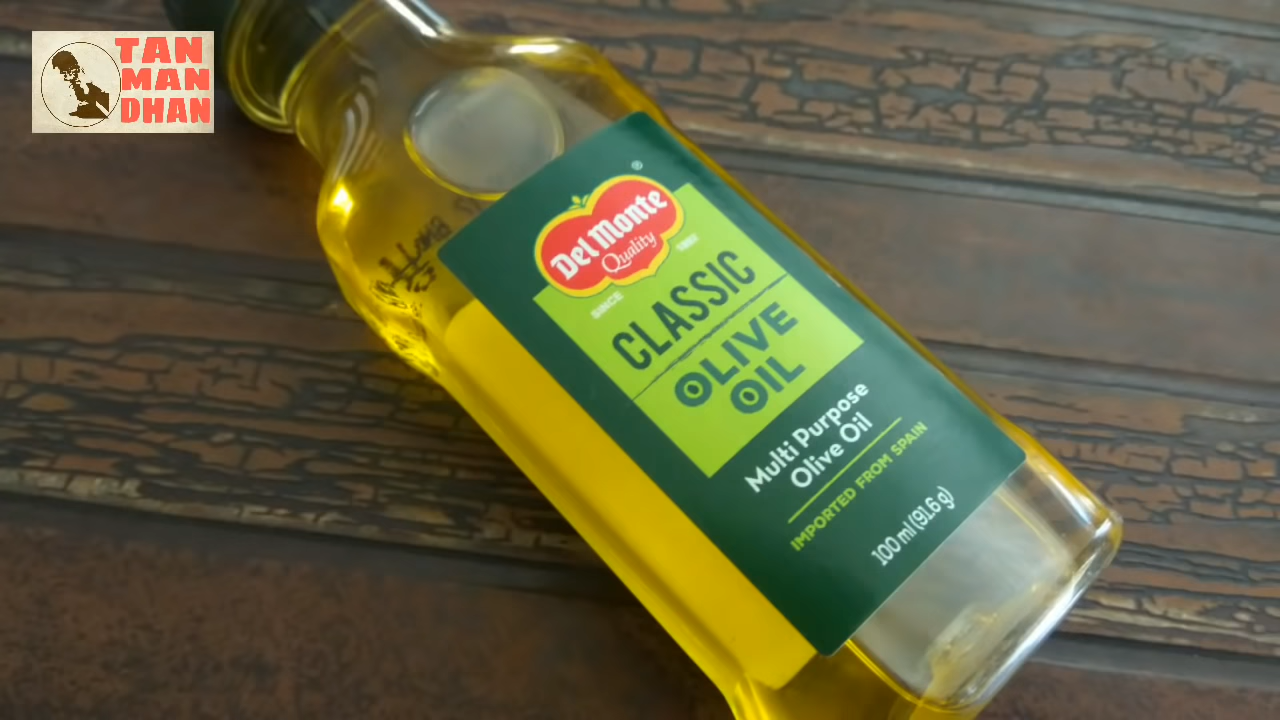 TAN
MAN
DHAN
®
Del Monte
Quality
SINCE 1892
CLASSIC
OLIVE
OIL
Multi Purpose
Olive Oil
IMPORTED FROM SPAIN
100 ml (91.6 g)